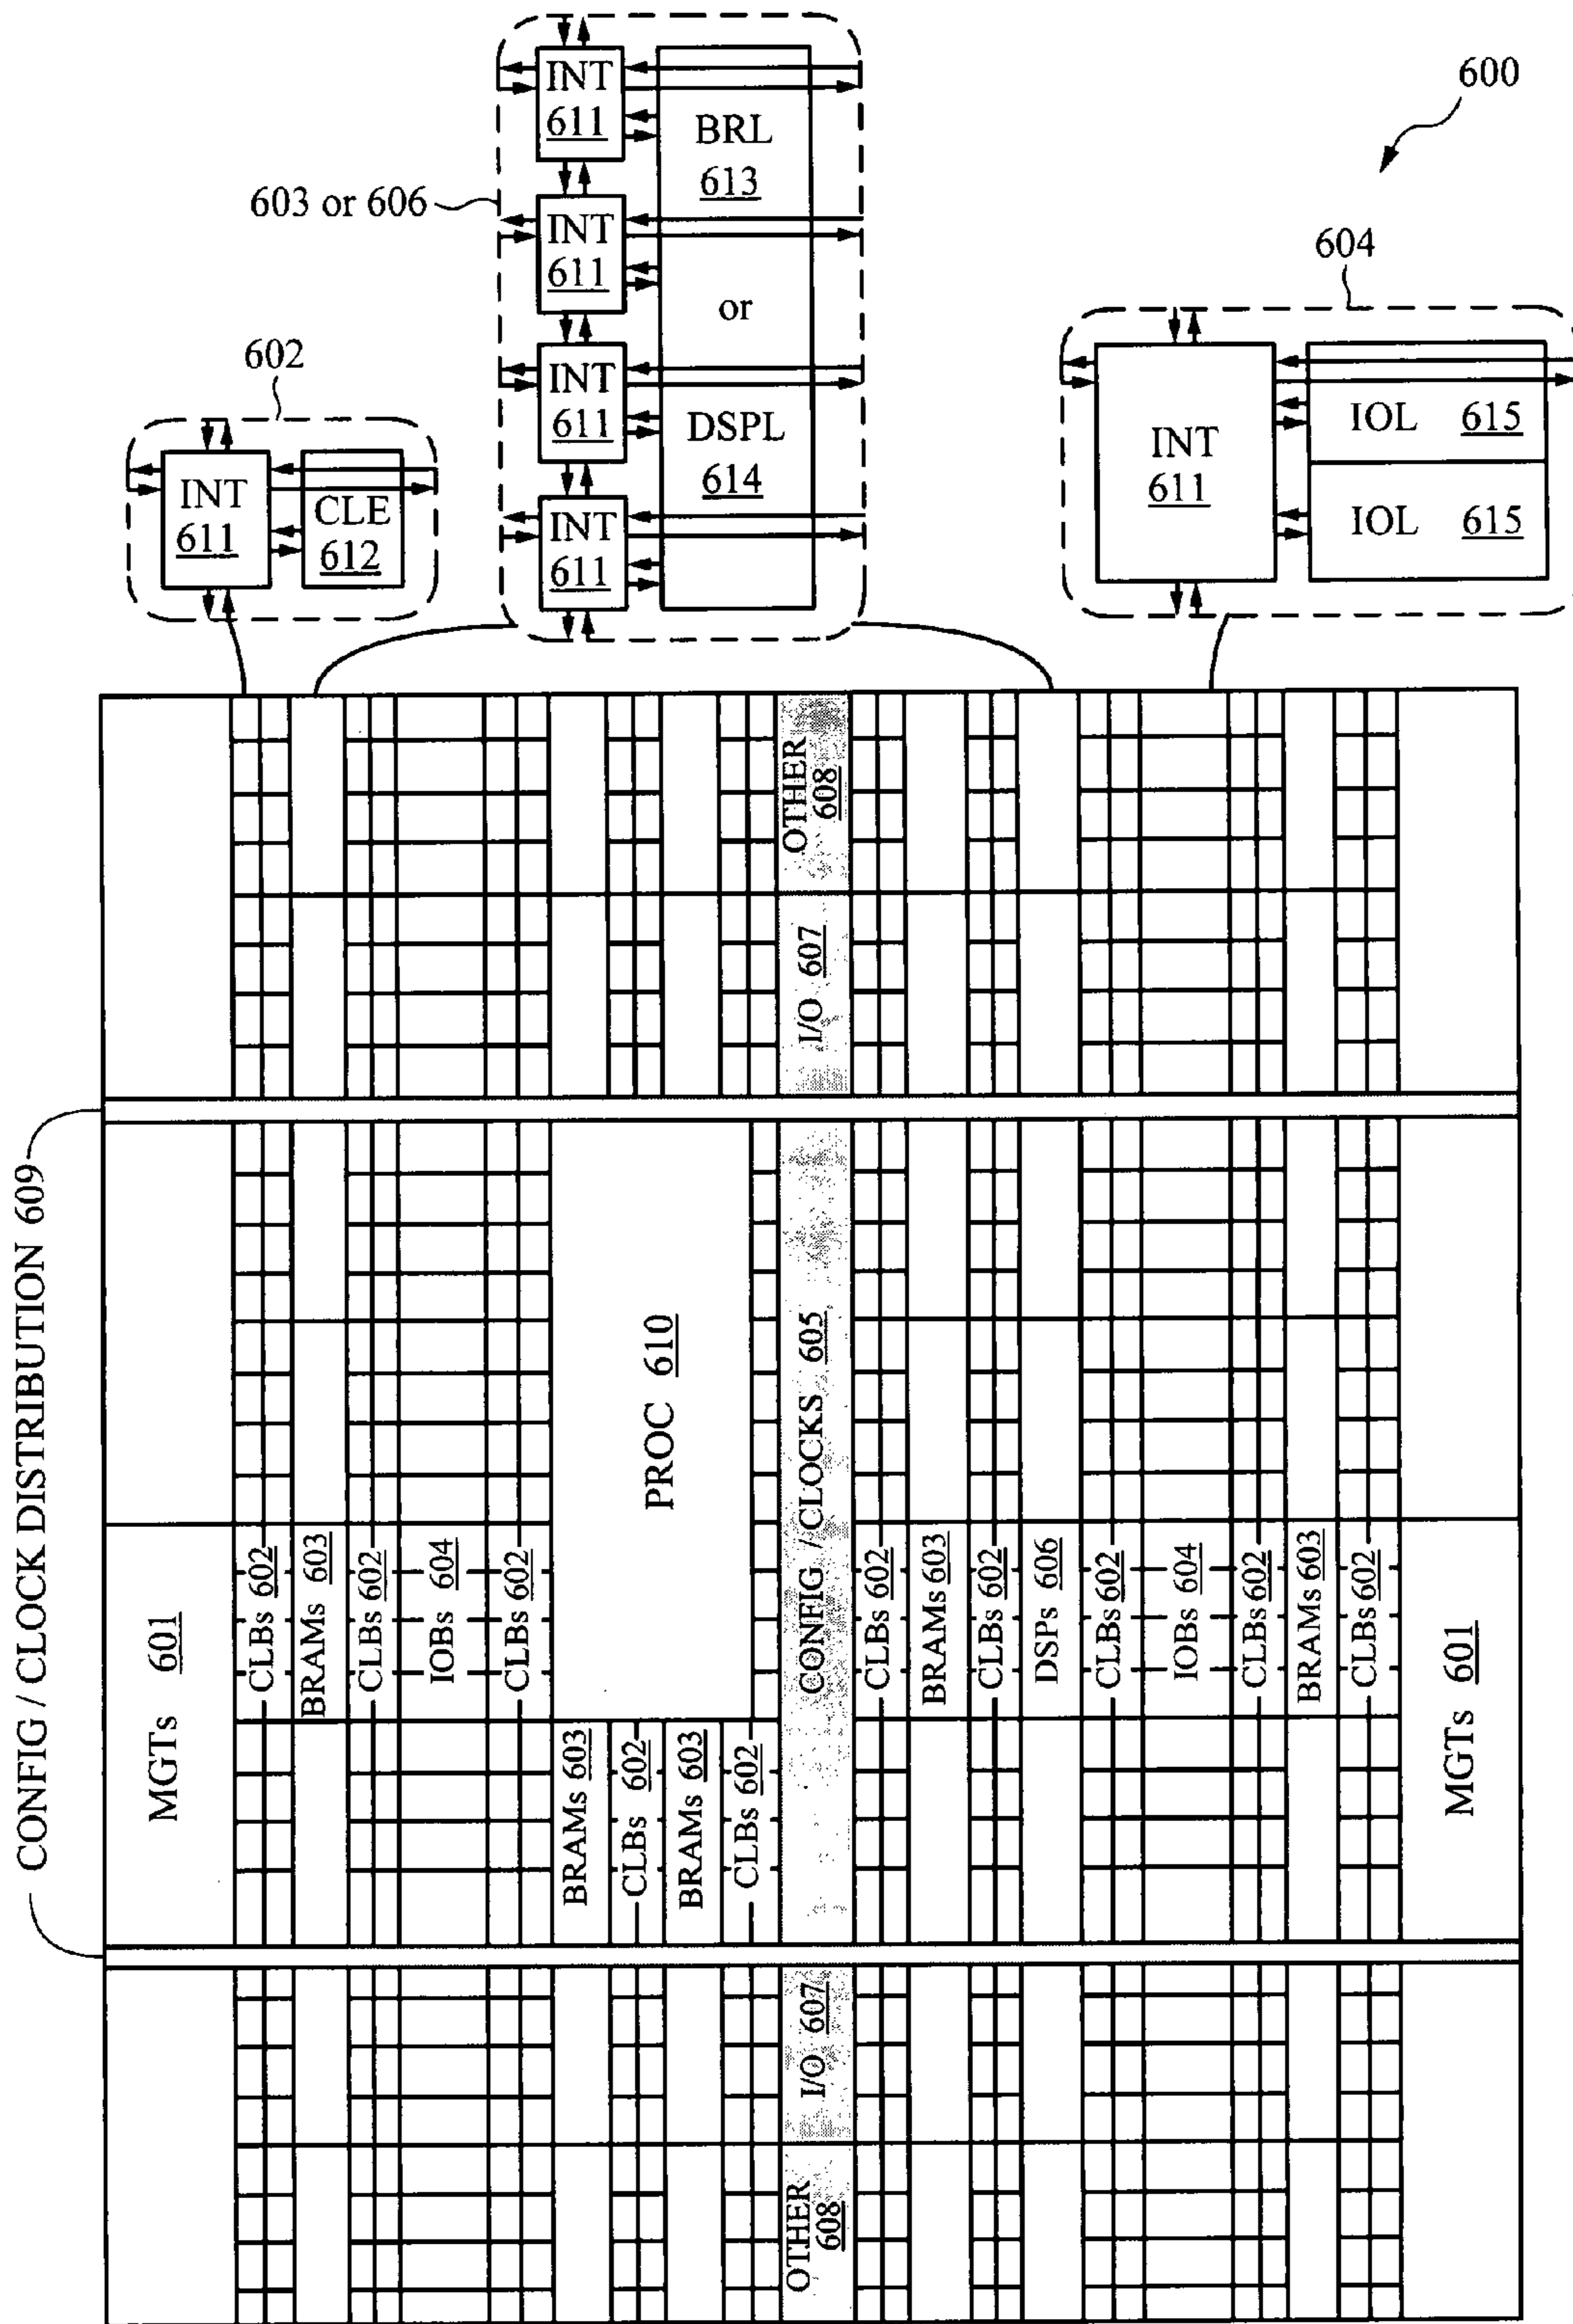 600
603 or 606
INT
611
INT
611
INT
611
INT
611
BRL
613
or
DSPL
614
602
INT
611
CLE
612
604
INT
611
IOL 615
IOL 615
OTHER
608
I/O 607
CONFIG / CLOCK DISTRIBUTION 609
PROC 610
CONFIG / CLOCKS 605
MGTs 601
CLBs 602
BRAMs 603
CLBs 602
IOBs 604
CLBs 602
BRAMs 603
CLBs 602
BRAMs 603
CLBs 602
CLBs 602
BRAMs 603
CLBs 602
DSPs 606
CLBs 602
IOBs 604
CLBs 602
BRAMs 603
CLBs 602
MGTs 601
I/O 607
OTHER
608